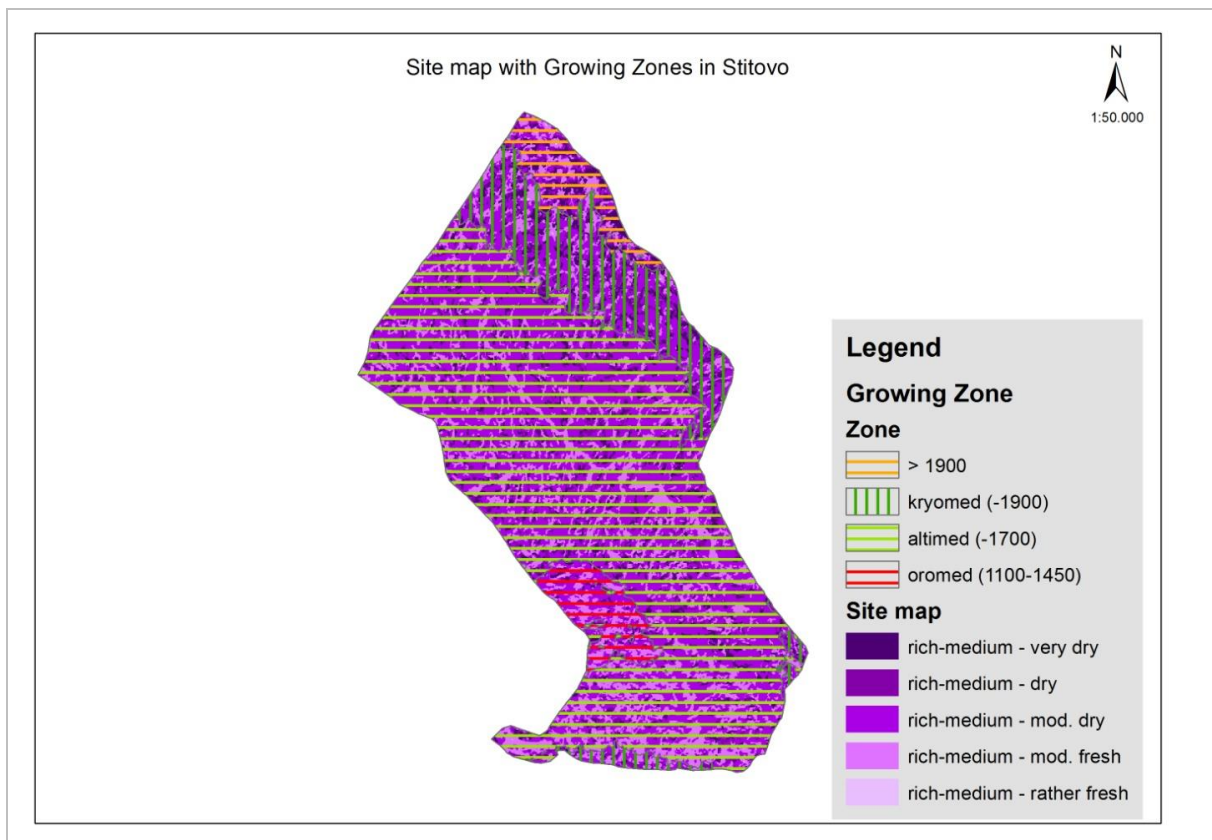 Site map with Growing Zones in Stitovo
N
1:50.000
Legend
Growing Zone
Zone
> 1900
kryomed (-1900)
altimed (-1700)
oromed (1100-1450)
Site map
rich-medium - very dry
rich-medium - dry
rich-medium - mod. dry
rich-medium - mod. fresh
rich-medium - rather fresh